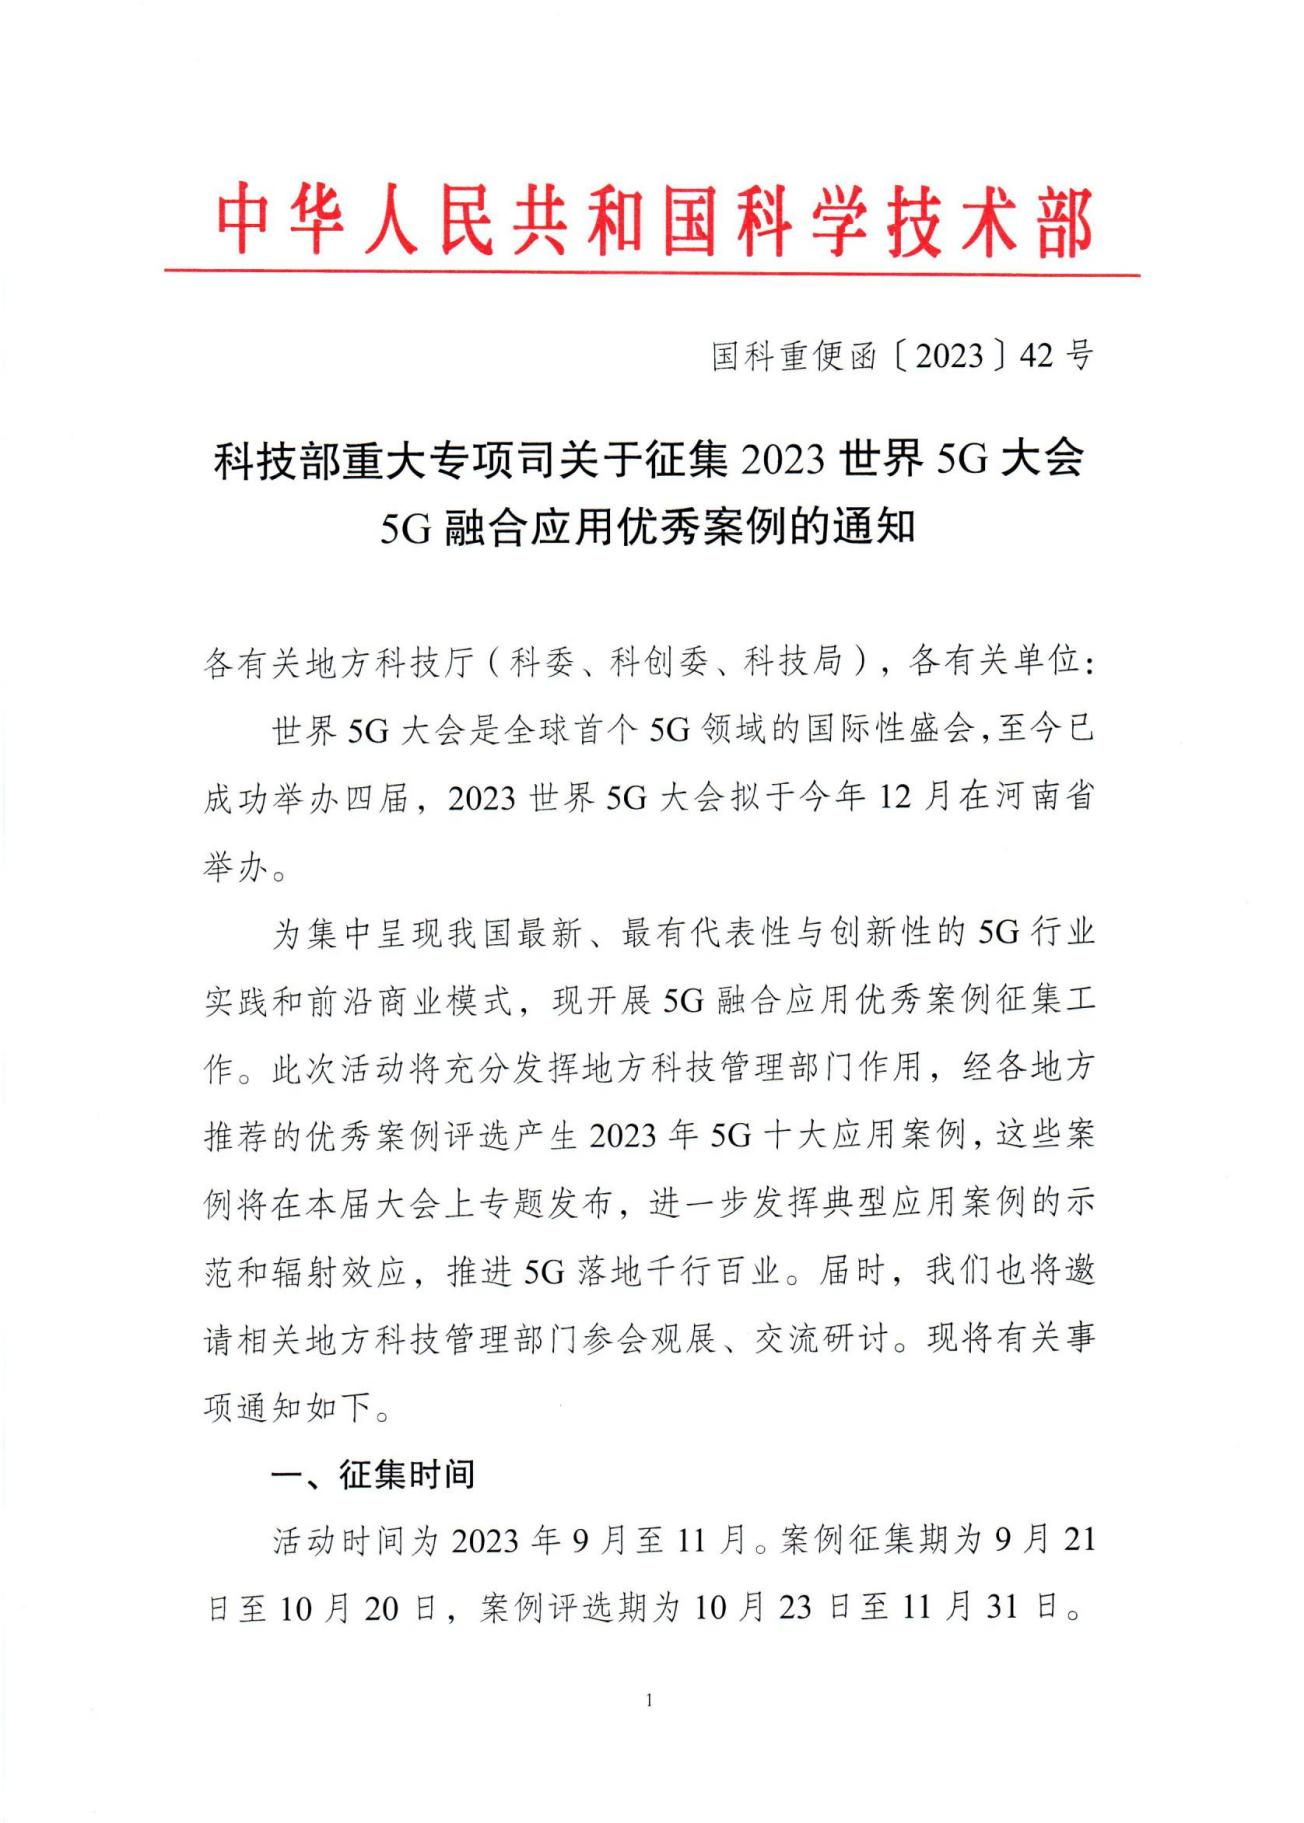 中华人民共和国科学技术部
国科重便函〔2023〕42号
科技部重大专项司关于征集2023世界5G大会
5G融合应用优秀案例的通知
各有关地方科技厅（科委、科创委、科技局），各有关单位：
世界5G大会是全球首个5G领域的国际性盛会，至今已
成功举办四届，2023世界5G大会拟于今年12月在河南省
举办。
为集中呈现我国最新、最有代表性与创新性的5G行业
实践和前沿商业模式，现开展5G融合应用优秀案例征集工
作。此次活动将充分发挥地方科技管理部门作用，经各地方
推荐的优秀案例评选产生2023年5G十大应用案例，这些案
例将在本届大会上专题发布，进一步发挥典型应用案例的示
范和辐射效应，推进5G落地千行百业。届时，我们也将邀
请相关地方科技管理部门参会观展、交流研讨。现将有关事
项通知如下。
一、征集时间
活动时间为2023年9月至11月。案例征集期为9月21
日至10月20日，案例评选期为10月23日至11月31日。
1